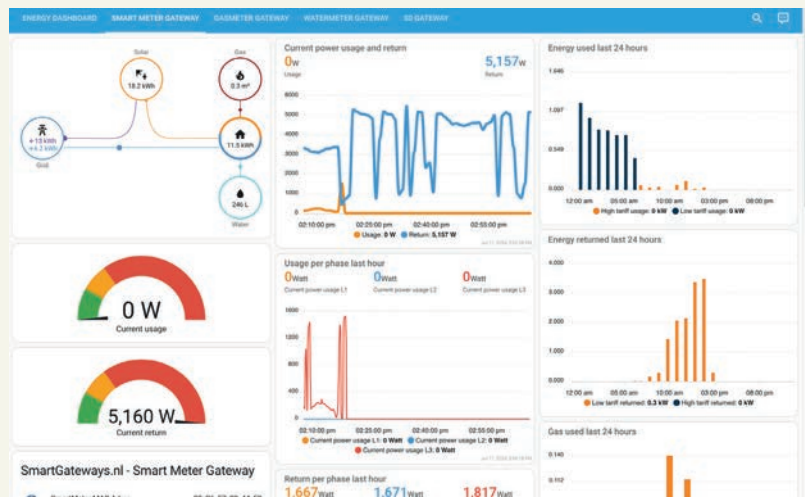 ENERGY DASHBOARD SMART METER GATEWAY GASMETER GATEWAY WATERMETER GATEWAY S0 GATEWAY
Solar
18.2 kWh
Gas
0.3 m³
11.5 kWh
Grid
246 L
Water
0 W
Current usage
5,160 W
Current return
SmartGateways.nl - Smart Meter Gateway
Current power usage and return
0W 5,157W
Usage Return
6000
5000
4000
3000
2000
1000
0
02:10:00 pm 02:25:00 pm 02:40:00 pm 02:55:00 pm
Usage: 0 W Return: 5,157 W
Usage per phase last hour
0Watt 0Watt 0Watt
Current power usage L1 Current power usage L2 Current power usage L3
1600
1200
800
400
0
02:10:00 pm 02:25:00 pm 02:40:00 pm 02:55:00 pm
Current power usage L1: 0 Watt Current power usage L2: 0 Watt
Current power usage L3: 0 Watt
Return per phase last hour
1,667Watt 1,671Watt 1,817Watt
Energy used last 24 hours
1.646
1.097
0.549
0.000
12:00 am 05:00 am 10:00 am 03:00 pm 08:00 pm
High tariff usage: 0 kW Low tariff usage: 0 kW
Energy returned last 24 hours
4.000
3.000
2.000
1.000
0.000
12:00 am 05:00 am 10:00 am 03:00 pm 08:00 pm
Low tariff returned: 0.3 kW High tariff returned: 0 kW
Gas used last 24 hours
0.140
0.112